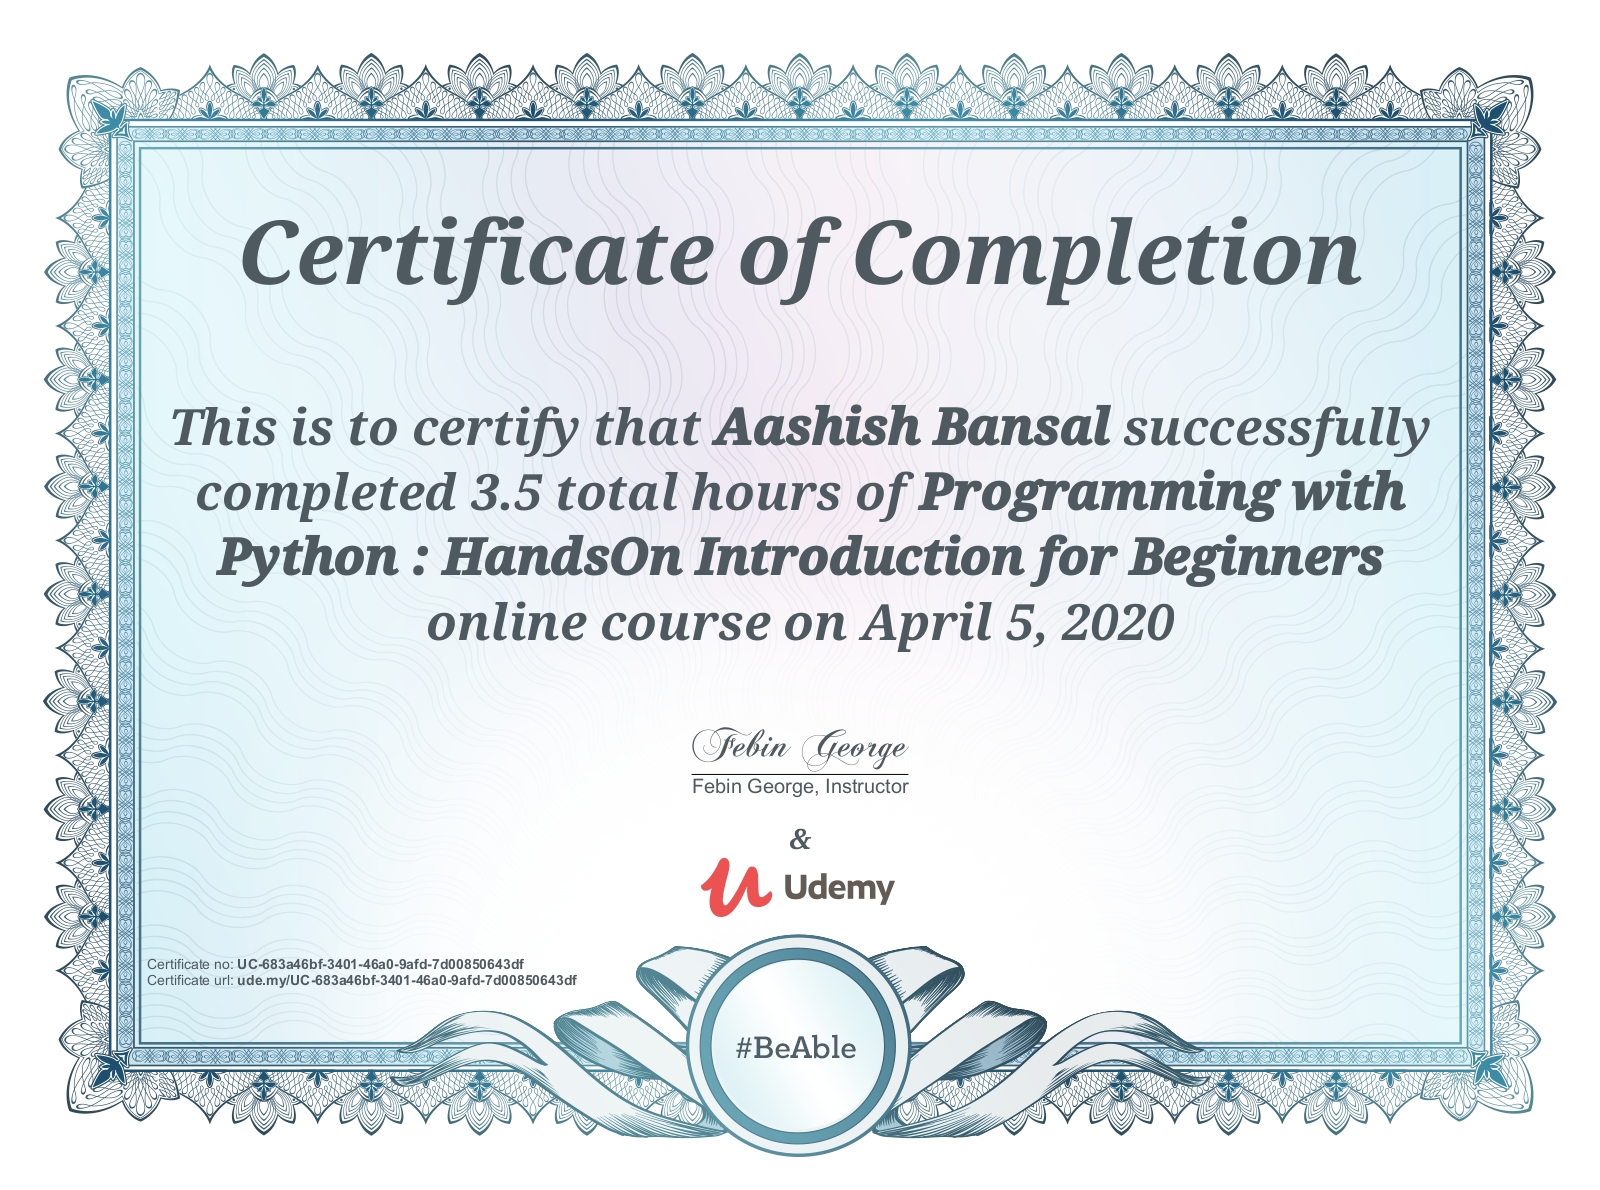 Certificate of Completion
This is to certify that Aashish Bansal successfully
completed 3.5 total hours of Programming with
Python : HandsOn Introduction for Beginners
online course on April 5, 2020
Febin George
Febin George, Instructor
&
Udemy
Certificate no: UC-683a46bf-3401-46a0-9afd-7d00850643df
Certificate url: ude.my/UC-683a46bf-3401-46a0-9afd-7d00850643df
#BeAble